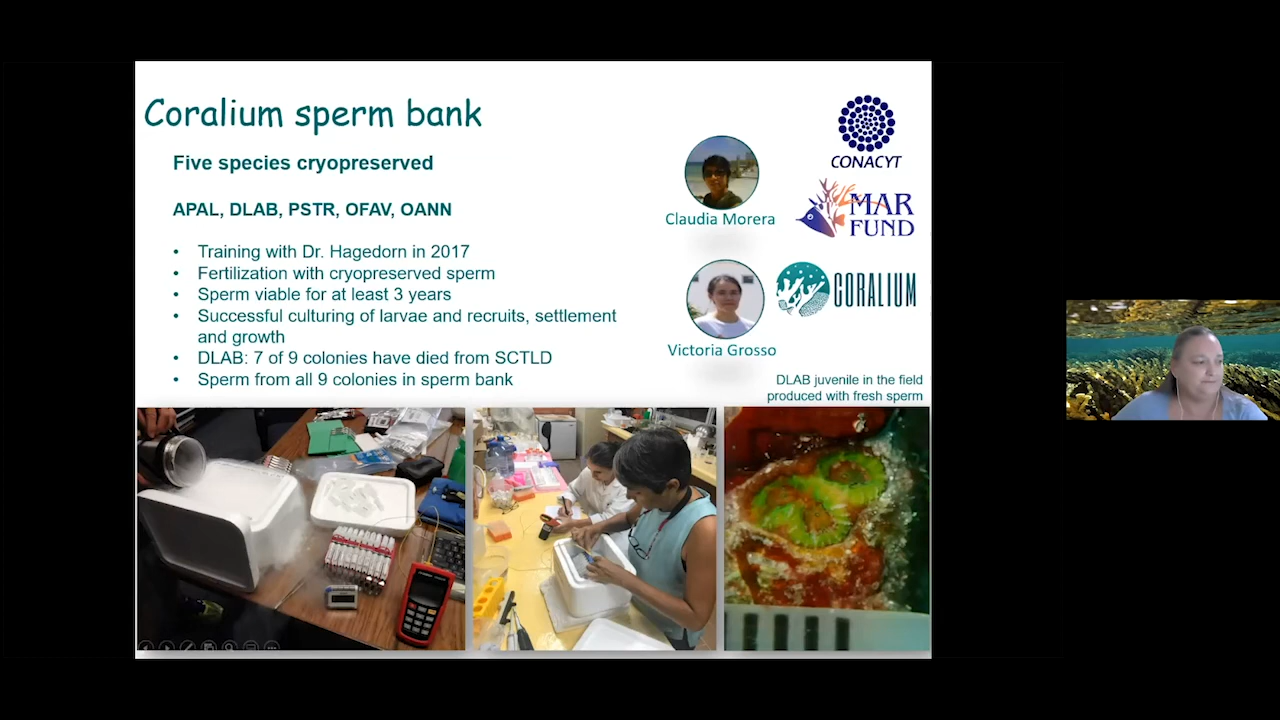 Coralium sperm bank
Five species cryopreserved
APAL, DLAB, PSTR, OFAV, OANN
• Training with Dr. Hagedorn in 2017
• Fertilization with cryopreserved sperm
• Sperm viable for at least 3 years
• Successful culturing of larvae and recruits, settlement
and growth
• DLAB: 7 of 9 colonies have died from SCTLD
• Sperm from all 9 colonies in sperm bank
Claudia Morera
Victoria Grosso
CONACYT
MAR
FUND
CORALIUM
DLAB juvenile in the field
produced with fresh sperm